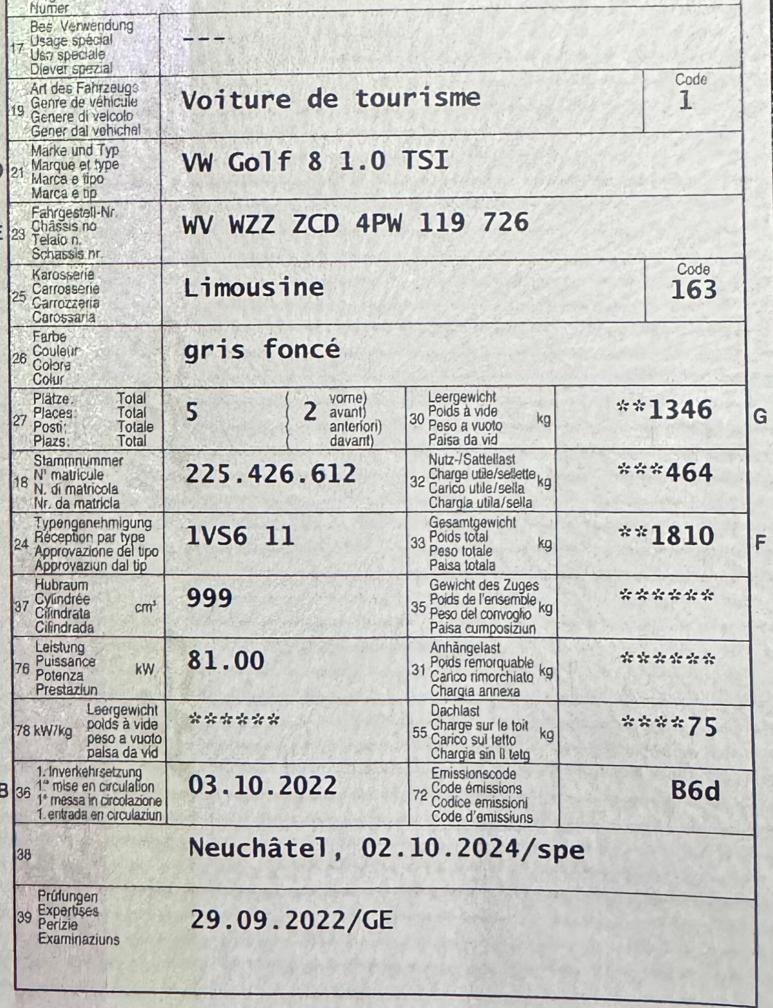 Numer
Bes. Verwendung
17 Usage spécial
Uso speciale
Diever spezial
---
Art des Fahrzeugs
19 Genre de véhicule
Genere di veicolo
Gener dal vehichel
Voiture de tourisme
Code
1
Marke und Typ
21 Marque et type
Marca e tipo
Marca e tip
VW Golf 8 1.0 TSI
Fahrgestell-Nr.
23 Châssis no
Telaio n.
Schassis nr.
WV WZZ ZCD 4PW 119 726
Karosserie
25 Carrosserie
Carrozzeria
Carossaria
Limousine
Code
163
Farbe
26 Couleur
Colore
Colur
gris foncé
Plätze: Total
27 Places: Total
Posti: Totale
Plazs: Total
5 ( 2 vorne)
avant)
anteriori)
davant)
Leergewicht
30 Poids à vide kg
Peso a vuoto
Paisa da vid
**1346
G
Stammnummer
18 N° matricule
N. di matricola
Nr. da matricla
225.426.612
Nutz-/Sattellast
32 Charge utile/sellette kg
Carico utile/sella
Chargia utila/sella
***464
Typengenehmigung
24 Réception par type
Approvazione del tipo
Approvaziun dal tip
1VS6 11
Gesamtgewicht
33 Poids total kg
Peso totale
Paisa totala
**1810
F
Hubraum
37 Cylindrée cm³
Cilindrata
Cilindrada
999
Gewicht des Zuges
35 Poids de l'ensemble kg
Peso del convoglio
Paisa cumposiziun
******
Leistung
76 Puissance kW
Potenza
Prestaziun
81.00
Anhängelast
31 Poids remorquable kg
Carico rimorchiato
Chargia annexa
******
Leergewicht
78 kW/kg poids à vide
peso a vuoto
paisa da vid
******
Dachlast
55 Charge sur le toit kg
Carico sul tetto
Chargia sin il tetg
****75
B
1. Inverkehrsetzung
36 1re mise en circulation
1a messa in circolazione
1. entrada en circulaziun
03.10.2022
Emissionscode
72 Code émissions
Codice emissioni
Code d'emissiuns
B6d
38
Neuchâtel, 02.10.2024/spe
Prüfungen
39 Expertises
Perizie
Examinaziuns
29.09.2022/GE